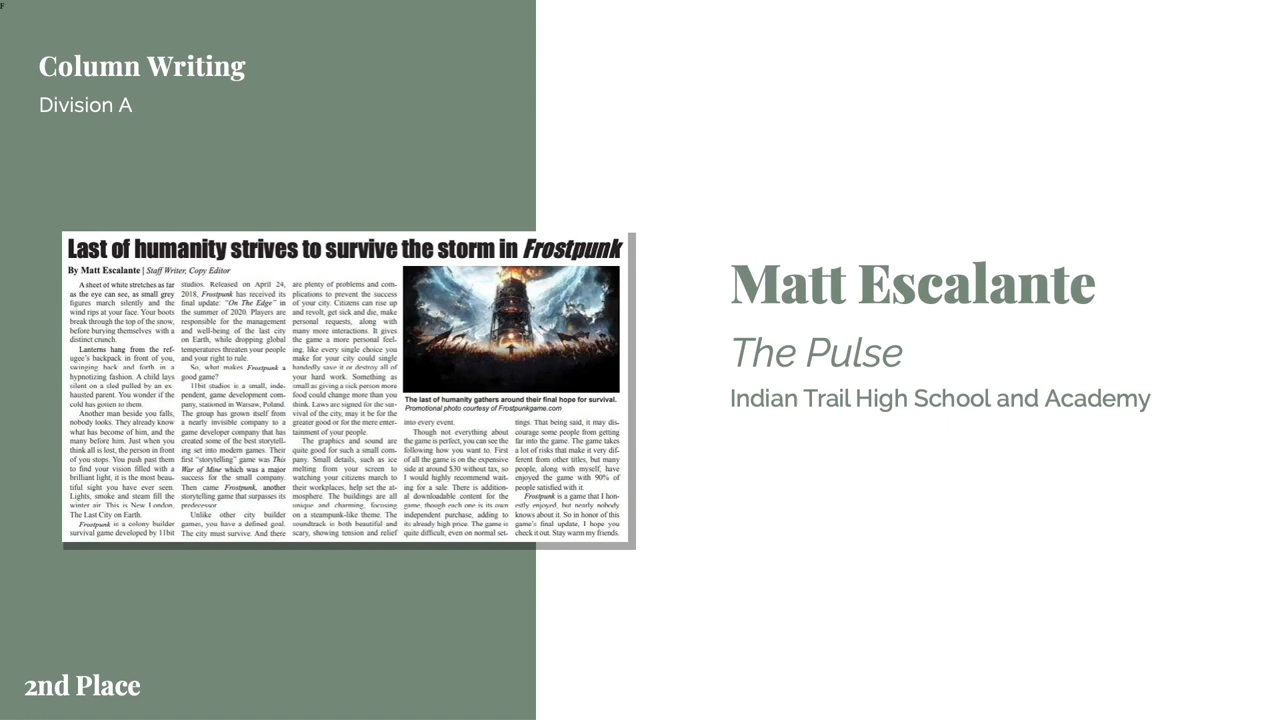 F
Column Writing
Division A
Last of humanity strives to survive the storm in Frostpunk
By Matt Escalante | Staff Writer, Copy Editor
A sheet of white stretches as far
as the eye can see, as small grey
figures march silently and the
wind rips at your face. Your boots
break through the top of the snow,
before burying themselves with a
distinct crunch.
Lanterns hang from the ref-
ugee's backpack in front of you,
swinging back and forth in a
hypnotizing fashion. A child lays
silent on a sled pulled by an ex-
hausted parent. You wonder if the
cold has gotten to them.
Another man beside you falls,
nobody looks. They already know
what has become of him, and the
many before him. Just when you
think all is lost, the person in front
of you stops. You push past them
to find your vision filled with a
brilliant light, it is the most beau-
tiful sight you have ever seen.
Lights, smoke and steam fill the
winter air. This is New London,
The Last City on Earth.
Frostpunk is a colony builder
survival game developed by 11bit
studios. Released on April 24,
2018, Frostpunk has received its
final update: "On The Edge" in
the summer of 2020. Players are
responsible for the management
and well-being of the last city
on Earth, while dropping global
temperatures threaten your people
and your right to rule.
So, what makes Frostpunk a
good game?
11bit studios is a small, inde-
pendent, game development com-
pany, stationed in Warsaw, Poland.
The group has grown itself from
a nearly invisible company to a
game developer company that has
created some of the best storytell-
ing set into modern games. Their
first "storytelling" game was This
War of Mine which was a major
success for the small company.
Then came Frostpunk, another
storytelling game that surpasses its
predecessor.
Unlike other city builder
games, you have a defined goal.
The city must survive. And there
are plenty of problems and com-
plications to prevent the success
of your city. Citizens can rise up
and revolt, get sick and die, make
personal requests, along with
many more interactions. It gives
the game a more personal feel-
ing, like every single choice you
make for your city could single
handedly save it or destroy all of
your hard work. Something as
small as giving a sick person more
food could change more than you
think. Laws are signed for the sur-
vival of the city, may it be for the
greater good or for the mere enter-
tainment of your people.
The graphics and sound are
quite good for such a small com-
pany. Small details, such as ice
melting from your screen to
watching your citizens march to
their workplaces, help set the at-
mosphere. The buildings are all
unique and charming, focusing
on a steampunk-like theme. The
soundtrack is both beautiful and
scary, showing tension and relief
The last of humanity gathers around their final hope for survival.
Promotional photo courtesy of Frostpunkgame.com
into every event.
Though not everything about
the game is perfect, you can see the
following how you want to. First
of all the game is on the expensive
side at around $30 without tax, so
I would highly recommend wait-
ing for a sale. There is addition-
al downloadable content for the
game, though each one is its own
independent purchase, adding to
its already high price. The game is
quite difficult, even on normal set-
tings. That being said, it may dis-
courage some people from getting
far into the game. The game takes
a lot of risks that make it very dif-
ferent from other titles, but many
people, along with myself, have
enjoyed the game with 90% of
people satisfied with it.
Frostpunk is a game that I hon-
estly enjoyed, but nearly nobody
knows about it. So in honor of this
game's final update, I hope you
check it out. Stay warm my friends.
Matt Escalante
The Pulse
Indian Trail High School and Academy
2nd Place